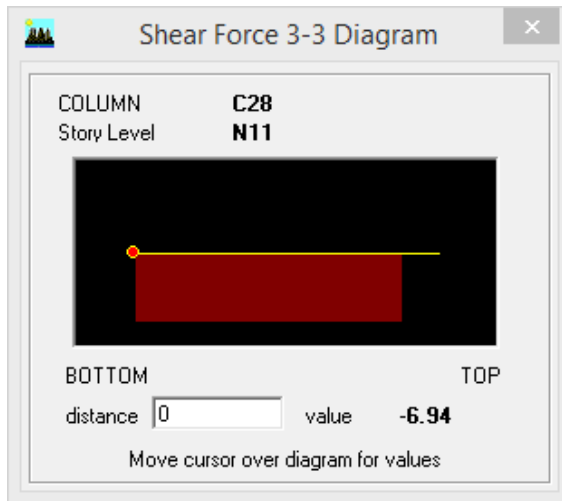 Shear Force 3-3 Diagram
COLUMN C28
Story Level N11
BOTTOM TOP
distance 0 value -6.94
Move cursor over diagram for values